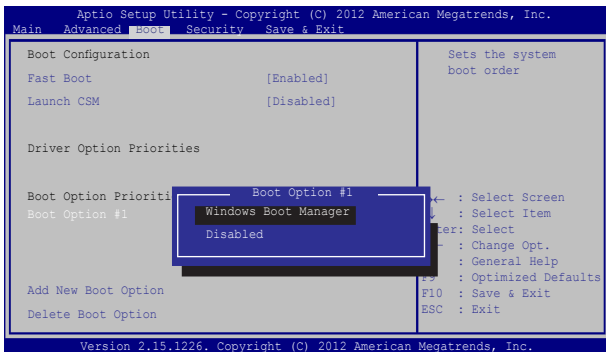 Aptio Setup Utility - Copyright (C) 2012 American Megatrends, Inc.
Main Advanced Boot Security Save & Exit
Boot Configuration
Fast Boot [Enabled]
Launch CSM [Disabled]
Driver Option Priorities
Boot Option Prioriti
Boot Option #1
Boot Option #1
Windows Boot Manager
Disabled
Add New Boot Option
Delete Boot Option
Sets the system
boot order
→← : Select Screen
: Select Item
ter: Select
: Change Opt.
: General Help
F9 : Optimized Defaults
F10 : Save & Exit
ESC : Exit
Version 2.15.1226. Copyright (C) 2012 American Megatrends, Inc.